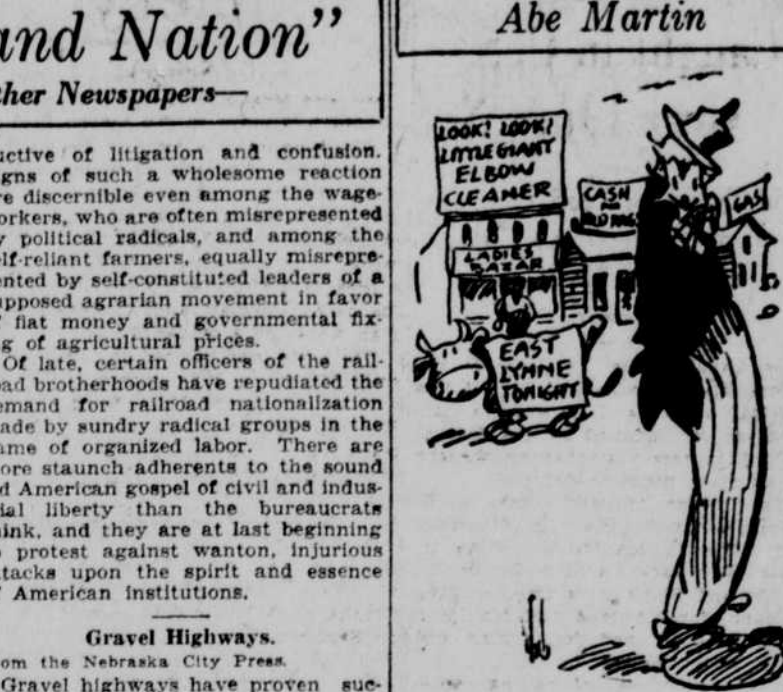 and Nation”
her Newspapers—
uctive of litigation and confusion.
gns of such a wholesome reaction
re discernible even among the wage-
orkers, who are often misrepresented
y political radicals, and among the
lf-reliant farmers, equally misrepre-
ented by self-constituted leaders of a
upposed agrarian movement in favor
f fiat money and governmental fix-
g of agricultural prices.
Of late, certain officers of the rail-
oad brotherhoods have repudiated the
emand for railroad nationalization
ade by sundry radical groups in the
ame of organized labor. There are
ore staunch adherents to the sound
d American gospel of civil and indus-
ial liberty than the bureaucrats
hink, and they are at last beginning
o protest against wanton, injurious
ttacks upon the spirit and essence
f American institutions.
Gravel Highways.
om the Nebraska City Press.
Gravel highways have proven suc-
Abe Martin
LOOK! LOOK!
LITTLE GIANT
ELBOW
CLEANER
CASH
GAS
LADIES
BAZAR
EAST
LYNNE
TONIGHT